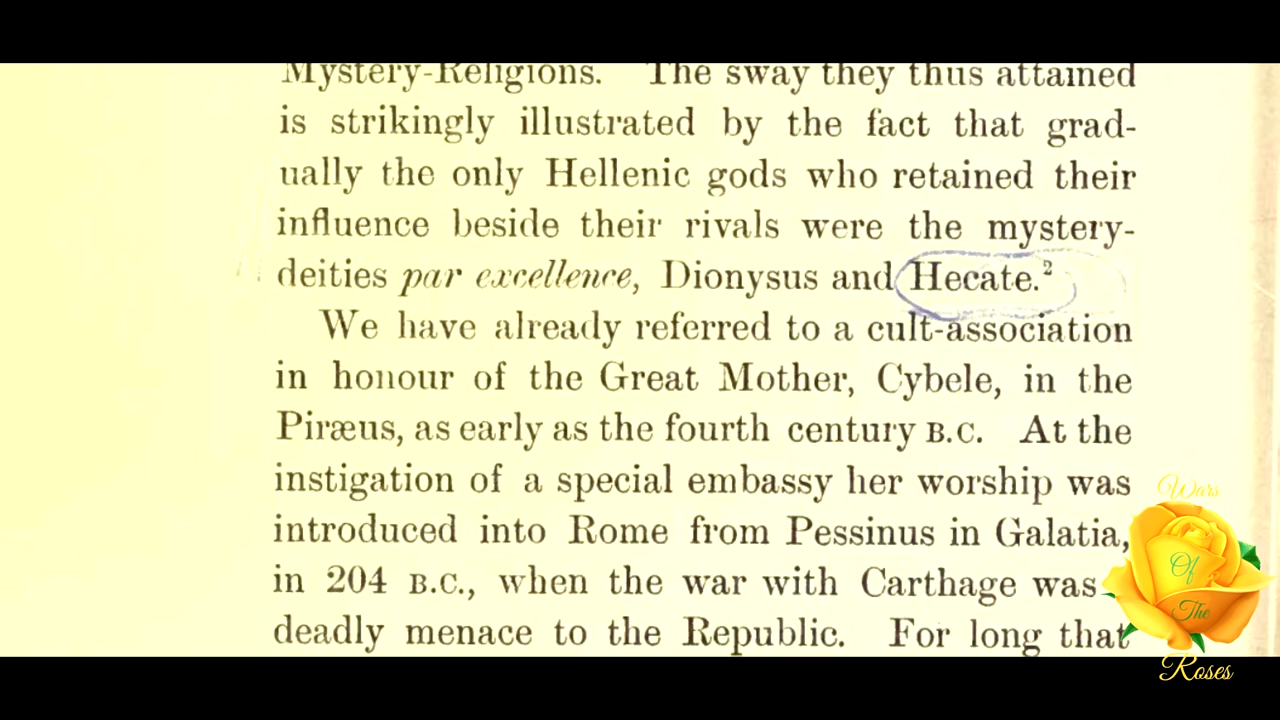 Mystery-Religions. The sway they thus attained
is strikingly illustrated by the fact that grad-
ually the only Hellenic gods who retained their
influence beside their rivals were the mystery-
deities par excellence, Dionysus and Hecate.²
We have already referred to a cult-association
in honour of the Great Mother, Cybele, in the
Piræus, as early as the fourth century B.C. At the
instigation of a special embassy her worship was
introduced into Rome from Pessinus in Galatia,
in 204 B.C., when the war with Carthage was
deadly menace to the Republic. For long that
Wars
Of
The
Roses